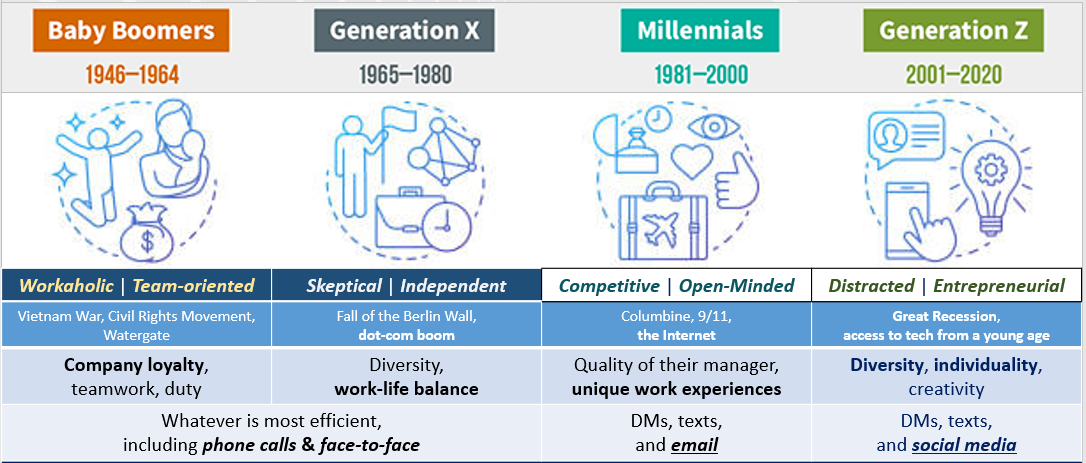 Baby Boomers
Generation X
Millennials
Generation Z
1946–1964
1965–1980
1981–2000
2001–2020
$
Workaholic | Team-oriented
Skeptical | Independent
Competitive | Open-Minded
Distracted | Entrepreneurial
Vietnam War, Civil Rights Movement,
Watergate
Fall of the Berlin Wall,
dot-com boom
Columbine, 9/11,
the Internet
Great Recession,
access to tech from a young age
Company loyalty,
teamwork, duty
Diversity,
work-life balance
Quality of their manager,
unique work experiences
Diversity, individuality,
creativity
Whatever is most efficient,
including phone calls & face-to-face
DMs, texts,
and email
DMs, texts,
and social media